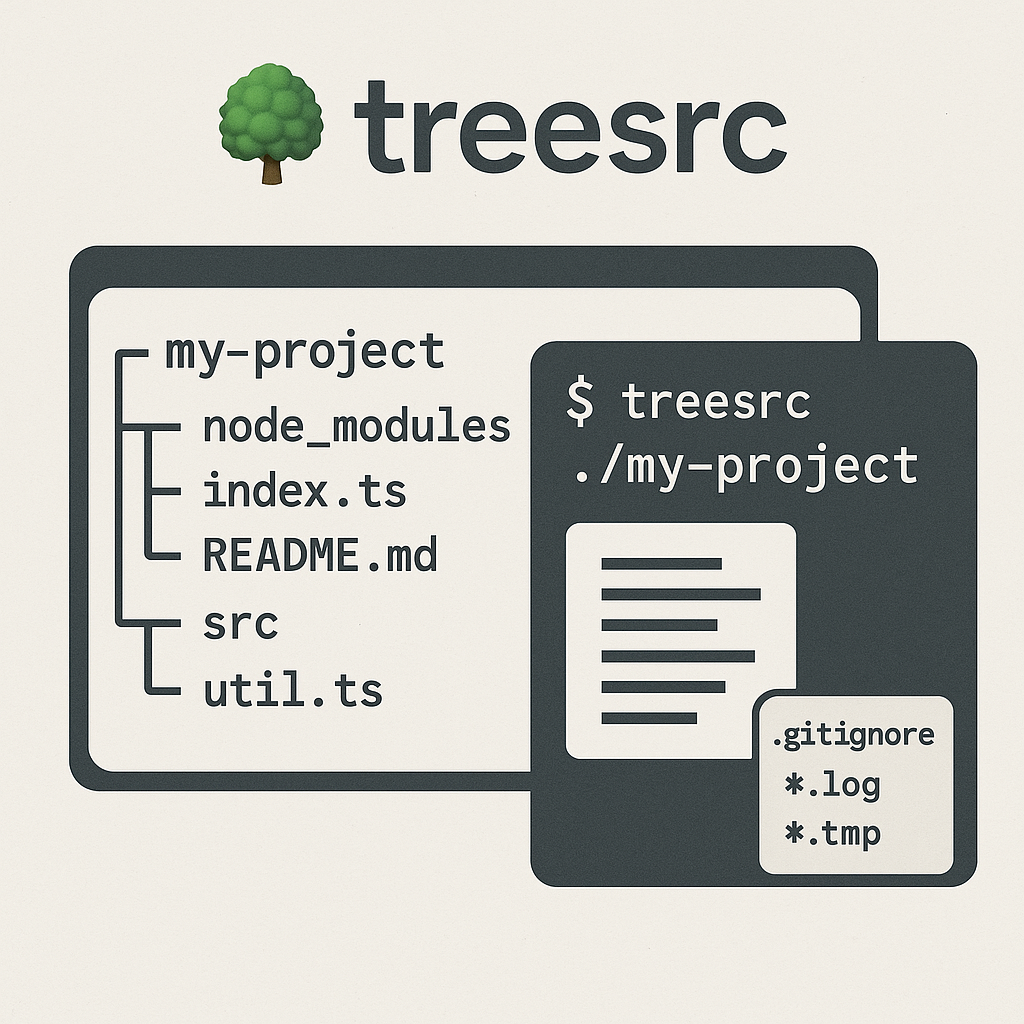 treesrc
my-project
node_modules
index.ts
README.md
src
util.ts
$ treesrc
./my-project
.gitignore
*.log
*.tmp